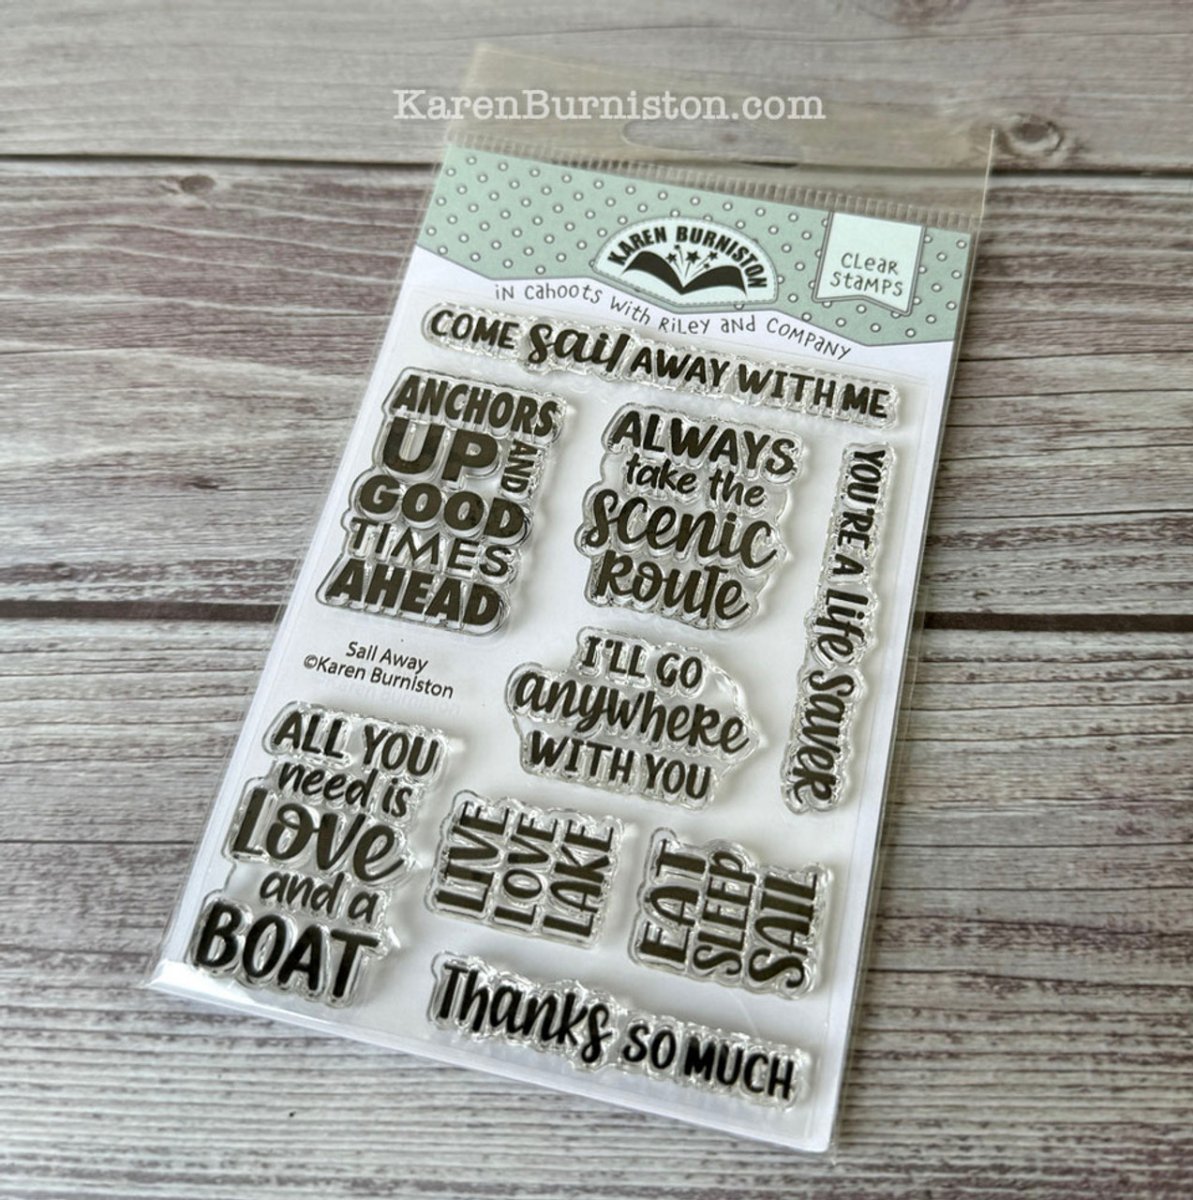 KarenBurniston.com
KAREN BURNISTON
CLEAR
STAMPS
in cahoots with Riley and Company
COME sail AWAY WITH ME
ANCHORS
UP AND
GOOD
TIMES
AHEAD
ALWAYS
take the
scenic
route
YOU'RE A Life Saver
Sail Away
©Karen Burniston
I'LL GO
anywhere
WITH YOU
ALL YOU
need is
LOVE
and a
BOAT
LIVE
LOVE
LAKE
EAT
SLEEP
SAIL
Thanks SO MUCH